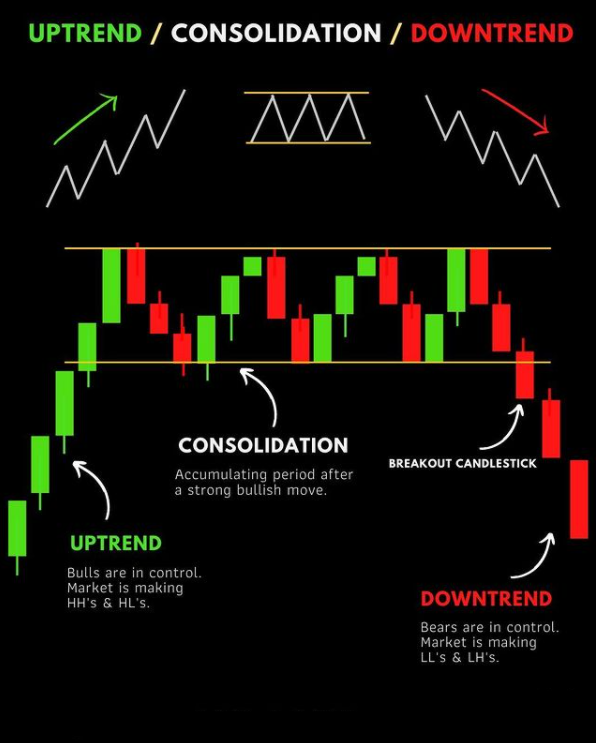 UPTREND / CONSOLIDATION / DOWNTREND
CONSOLIDATION
Accumulating period after
a strong bullish move.
BREAKOUT CANDLESTICK
UPTREND
Bulls are in control.
Market is making
HH's & HL's.
DOWNTREND
Bears are in control.
Market is making
LL's & LH's.